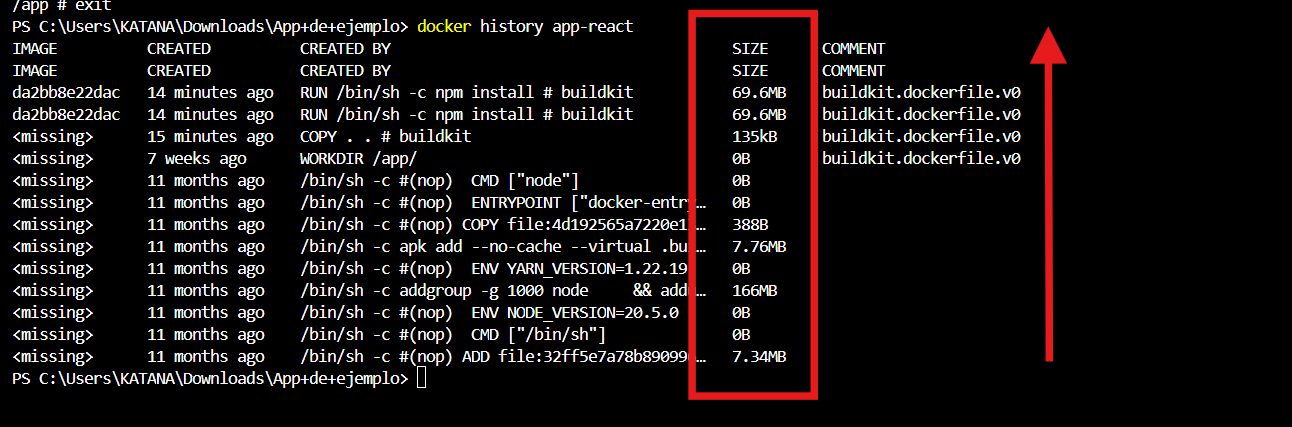 /app # exit
PS C:\Users\KATANA\Downloads\App+de+ejemplo> docker history app-react
IMAGE CREATED CREATED BY SIZE COMMENT
IMAGE CREATED CREATED BY SIZE COMMENT
da2bb8e22dac 14 minutes ago RUN /bin/sh -c npm install # buildkit 69.6MB buildkit.dockerfile.v0
da2bb8e22dac 14 minutes ago RUN /bin/sh -c npm install # buildkit 69.6MB buildkit.dockerfile.v0
<missing> 15 minutes ago COPY . . # buildkit 135kB buildkit.dockerfile.v0
<missing> 7 weeks ago WORKDIR /app/ 0B buildkit.dockerfile.v0
<missing> 11 months ago /bin/sh -c #(nop) CMD ["node"] 0B
<missing> 11 months ago /bin/sh -c #(nop) ENTRYPOINT ["docker-entry… 0B
<missing> 11 months ago /bin/sh -c #(nop) COPY 388B
<missing> 11 months ago /bin/sh -c apk add --no-cache --virtual 7.76MB
<missing> 11 months ago /bin/sh -c #(nop) ENV YARN_VERSION=1.22.19 0B
<missing> 11 months ago /bin/sh -c addgroup -g 1000 node && 166MB
<missing> 11 months ago /bin/sh -c #(nop) ENV NODE_VERSION=20.5.0 0B
<missing> 11 months ago /bin/sh -c #(nop) CMD ["/bin/sh"] 0B
<missing> 11 months ago /bin/sh -c #(nop) ADD 7.34MB
PS C:\Users\KATANA\Downloads\App+de+ejemplo>